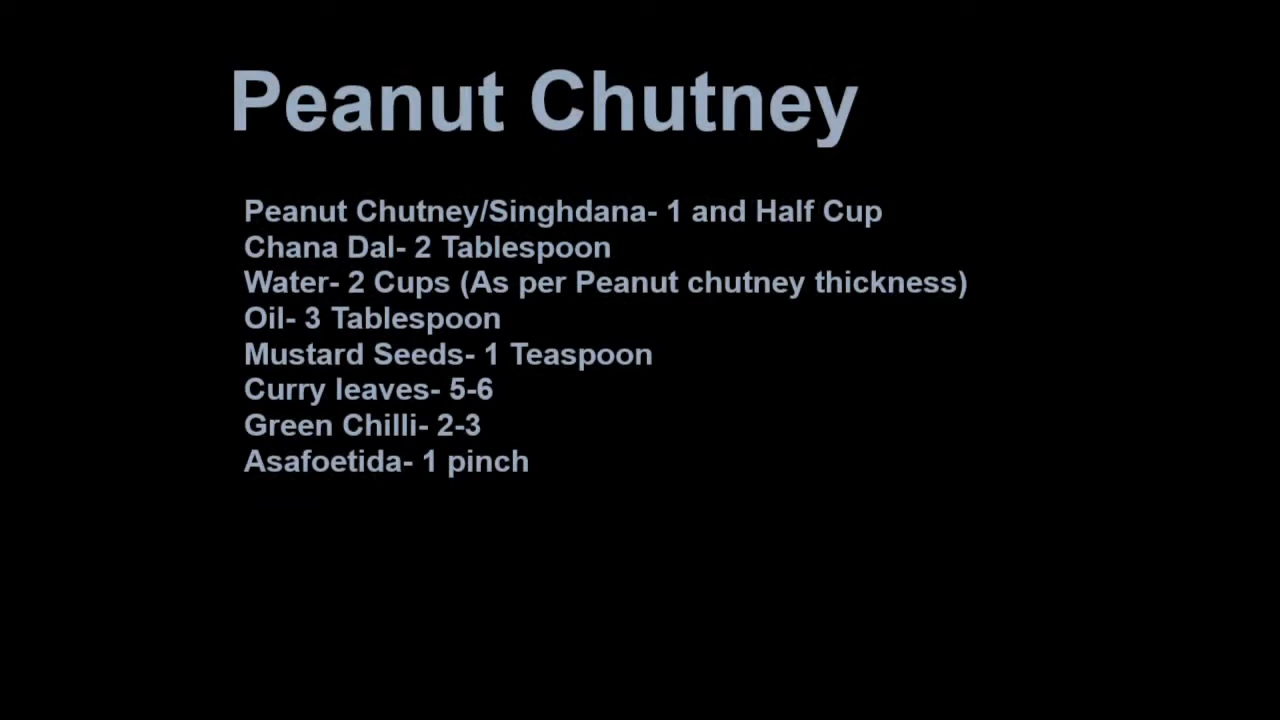 Peanut Chutney
Peanut Chutney/Singhdana- 1 and Half Cup
Chana Dal- 2 Tablespoon
Water- 2 Cups (As per Peanut chutney thickness)
Oil- 3 Tablespoon
Mustard Seeds- 1 Teaspoon
Curry leaves- 5-6
Green Chilli- 2-3
Asafoetida- 1 pinch